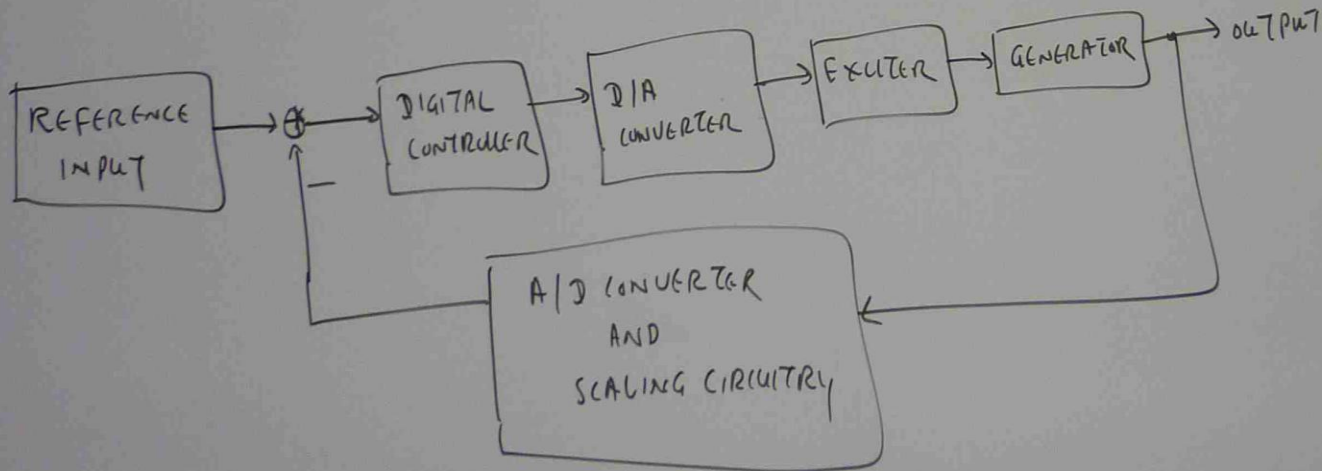 REFERENCE
INPUT
DIGITAL
CONTROLLER
D/A
CONVERTER
EXCITER
GENERATOR
OUTPUT
A/D CONVERTER
AND
SCALING CIRCUITRY